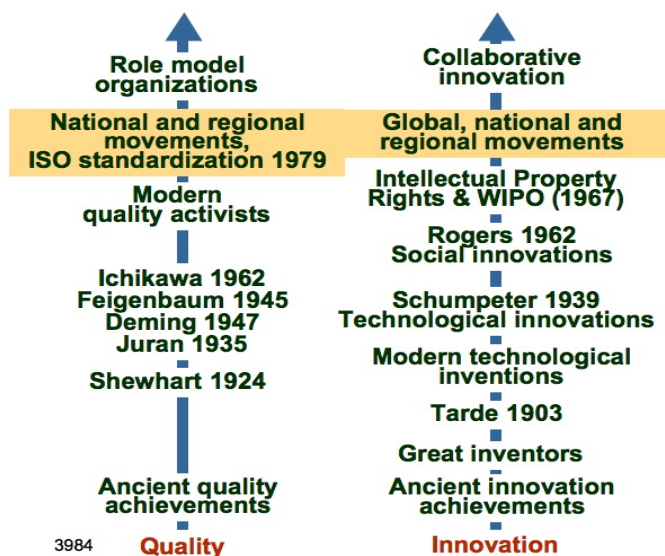 Role model
organizations
National and regional
movements,
ISO standardization 1979
Modern
quality activists
Ichikawa 1962
Feigenbaum 1945
Deming 1947
Juran 1935
Shewhart 1924
Ancient quality
achievements
3984
Quality
Collaborative
innovation
Global, national and
regional movements
Intellectual Property
Rights & WIPO (1967)
Rogers 1962
Social innovations
Schumpeter 1939
Technological innovations
Modern technological
inventions
Tarde 1903
Great inventors
Ancient innovation
achievements
Innovation